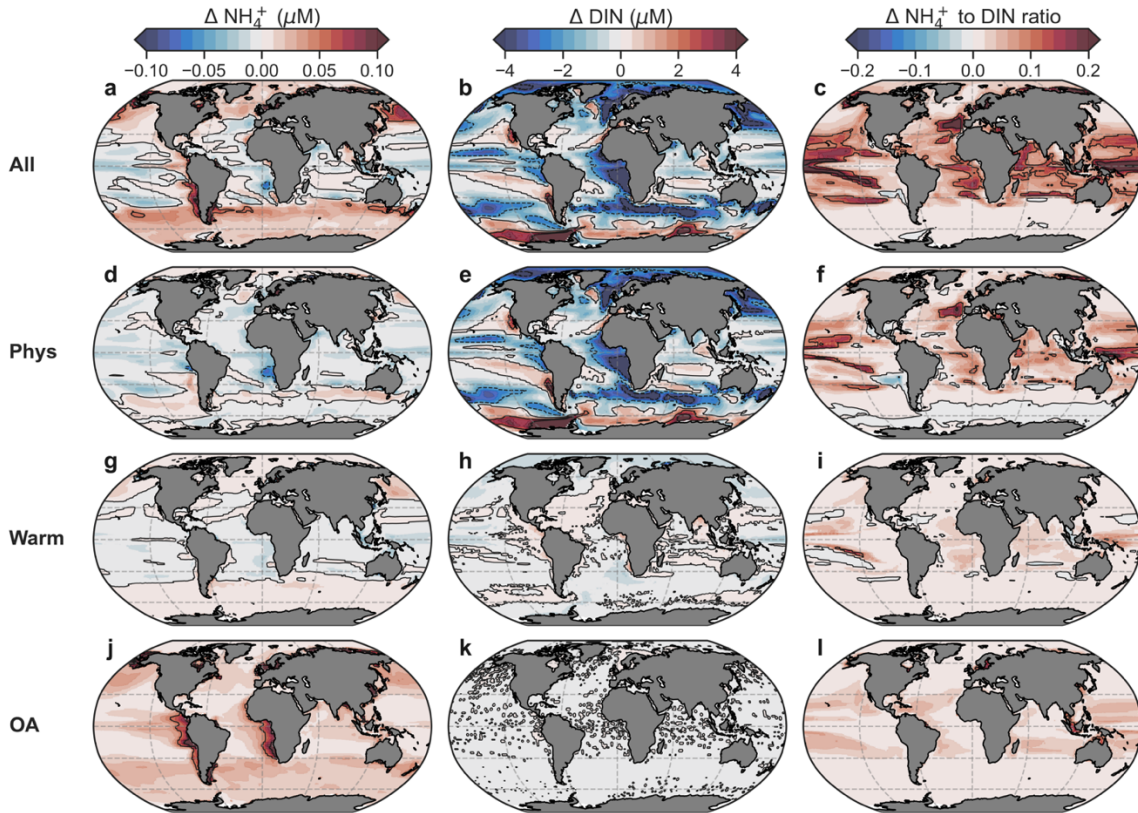 Δ NH₄⁺ (μM) Δ DIN (μM) Δ NH₄⁺ to DIN ratio
−0.10 −0.05 0.00 0.05 0.10 −4 −2 0 2 4 −0.2 −0.1 0.0 0.1 0.2
a b c
All
d e f
Phys
g h i
Warm
j k l
OA